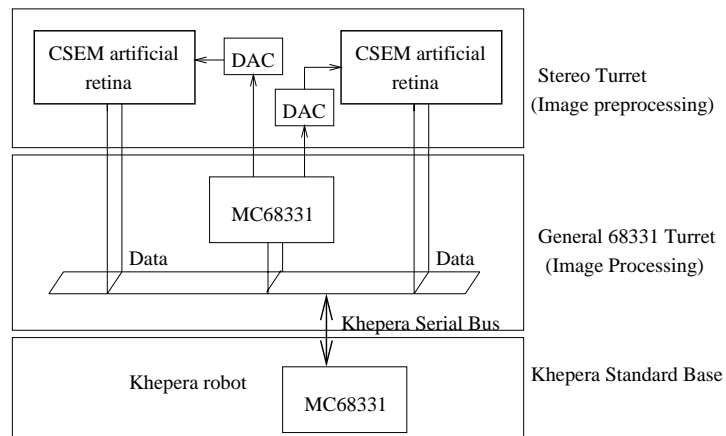 CSEM artificial
retina
DAC
DAC
CSEM artificial
retina
Stereo Turret
(Image preprocessing)
MC68331
Data
Data
General 68331 Turret
(Image Processing)
Khepera Serial Bus
Khepera robot
MC68331
Khepera Standard Base